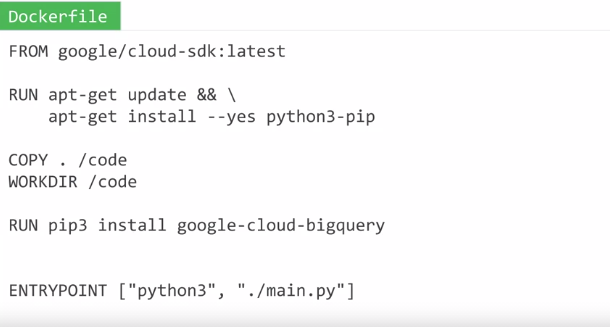 Dockerfile
FROM google/cloud-sdk:latest
RUN apt-get update && \
    apt-get install --yes python3-pip
COPY . /code
WORKDIR /code
RUN pip3 install google-cloud-bigquery
ENTRYPOINT ["python3", "./main.py"]